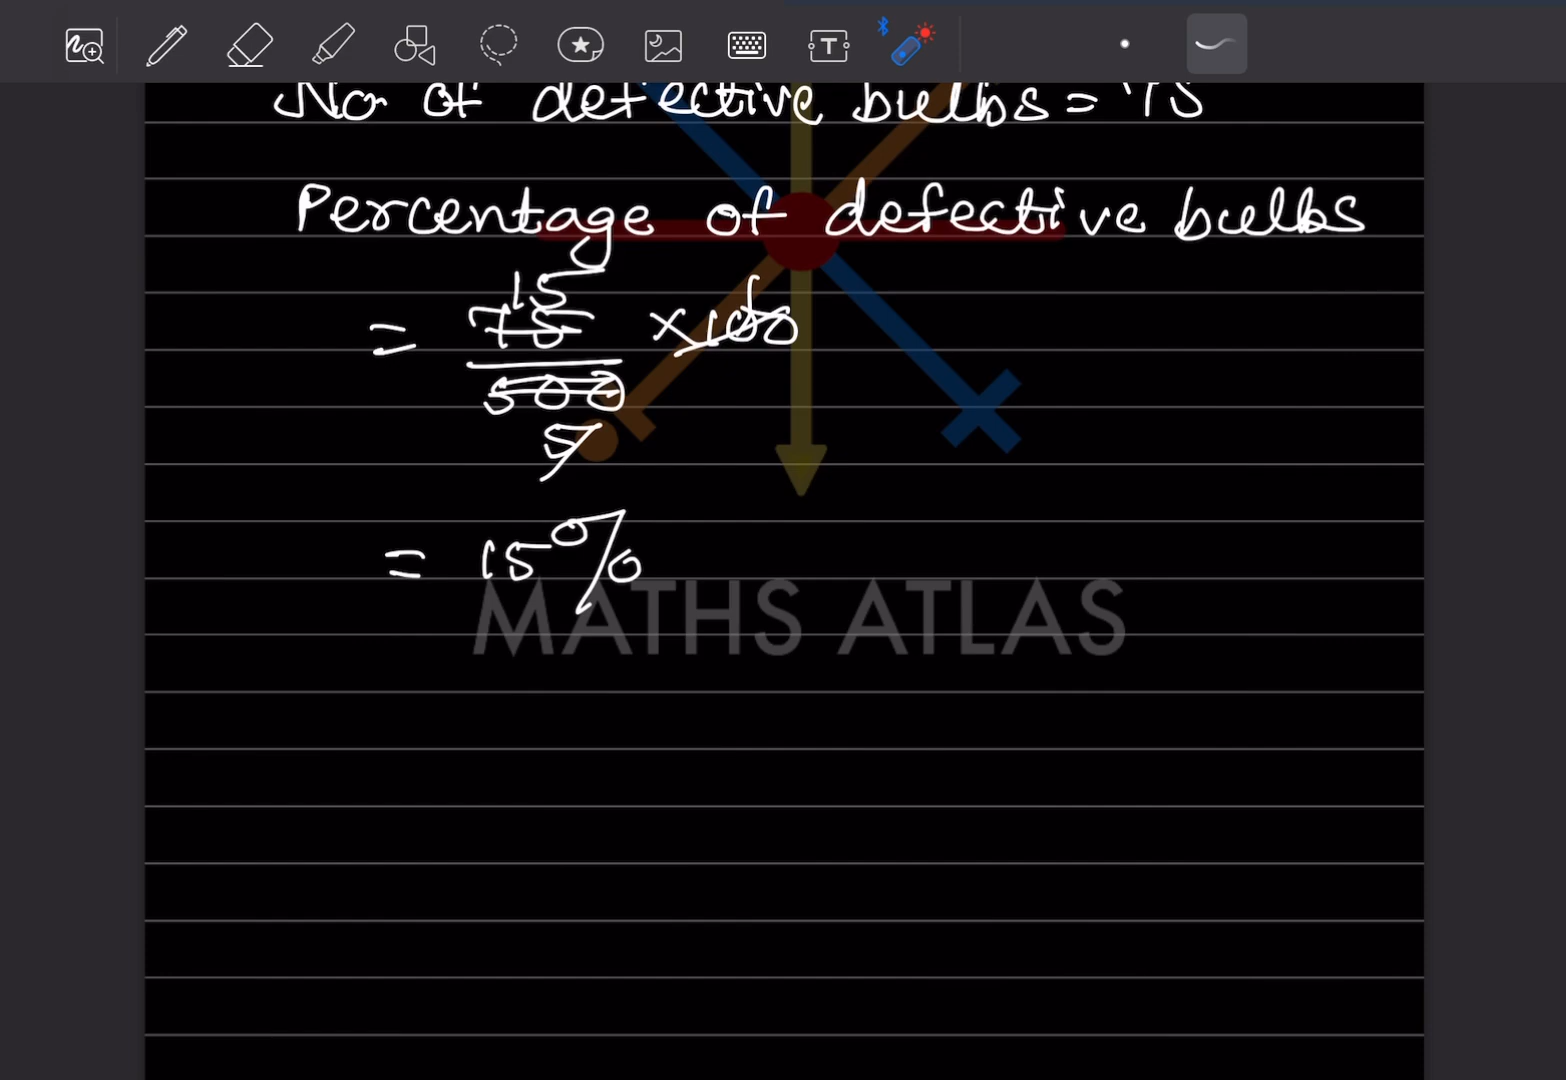 No of defective bulbs = 75
Percentage of defective bulbs
15
= 75 × 100
500
5
= 15%
MATHS ATLAS